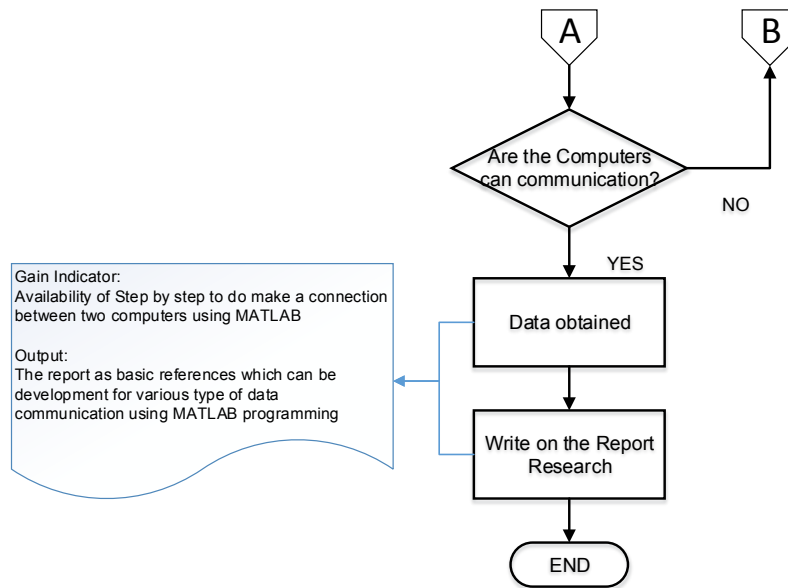 A
B
Are the Computers
can communication?
NO
YES
Gain Indicator:
Availability of Step by step to do make a connection
between two computers using MATLAB
Output:
The report as basic references which can be
development for various type of data
communication using MATLAB programming
Data obtained
Write on the Report
Research
END